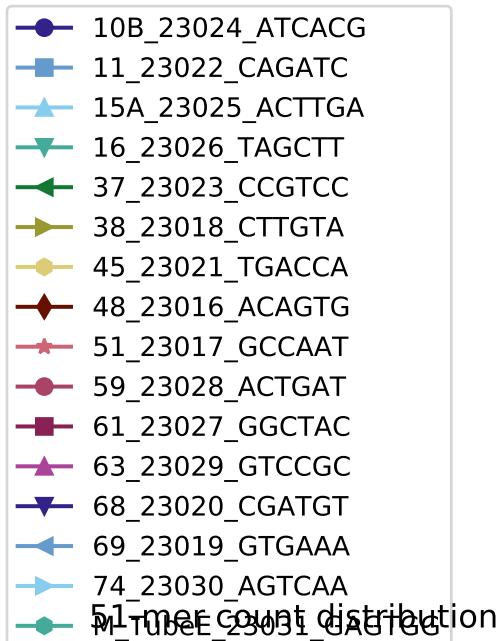 10B_23024_ATCACG
11_23022_CAGATC
15A_23025_ACTTGA
16_23026_TAGCTT
37_23023_CCGTCC
38_23018_CTTGTA
45_23021_TGACCA
48_23016_ACAGTG
51_23017_GCCAAT
59_23028_ACTGAT
61_23027_GGCTAC
63_23029_GTCCGC
68_23020_CGATGT
69_23019_GTGAAA
74_23030_AGTCAA
51-mer count distribution
M_TubeE_23031_GAGTGG